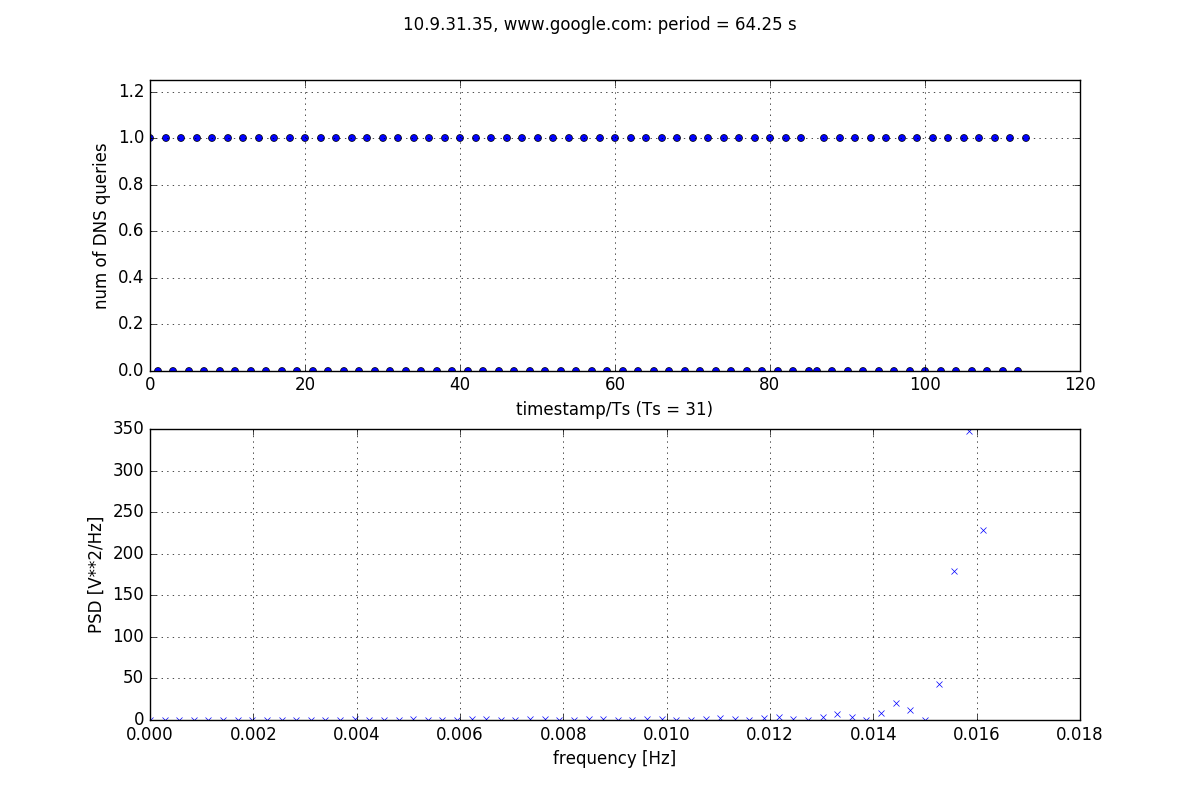 10.9.31.35, www.google.com: period = 64.25 s
1.2
1.0
0.8
0.6
0.4
0.2
0.0
num of DNS queries
0 20 40 60 80 100 120
timestamp/Ts (Ts = 31)
350
300
250
200
150
100
50
0
PSD [V**2/Hz]
0.000 0.002 0.004 0.006 0.008 0.010 0.012 0.014 0.016 0.018
frequency [Hz]